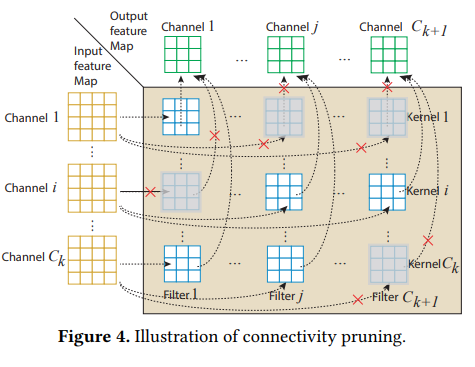 Output
feature
Map
Channel 1
Channel j
Channel C_{k+1}
...
...
Input
feature
Map
Channel 1
...
...
Kernel 1
Channel i
...
...
Kernel i
Channel C_k
...
...
Kernel C_k
Filter 1
Filter j
Filter C_{k+1}
Figure 4. Illustration of connectivity pruning.